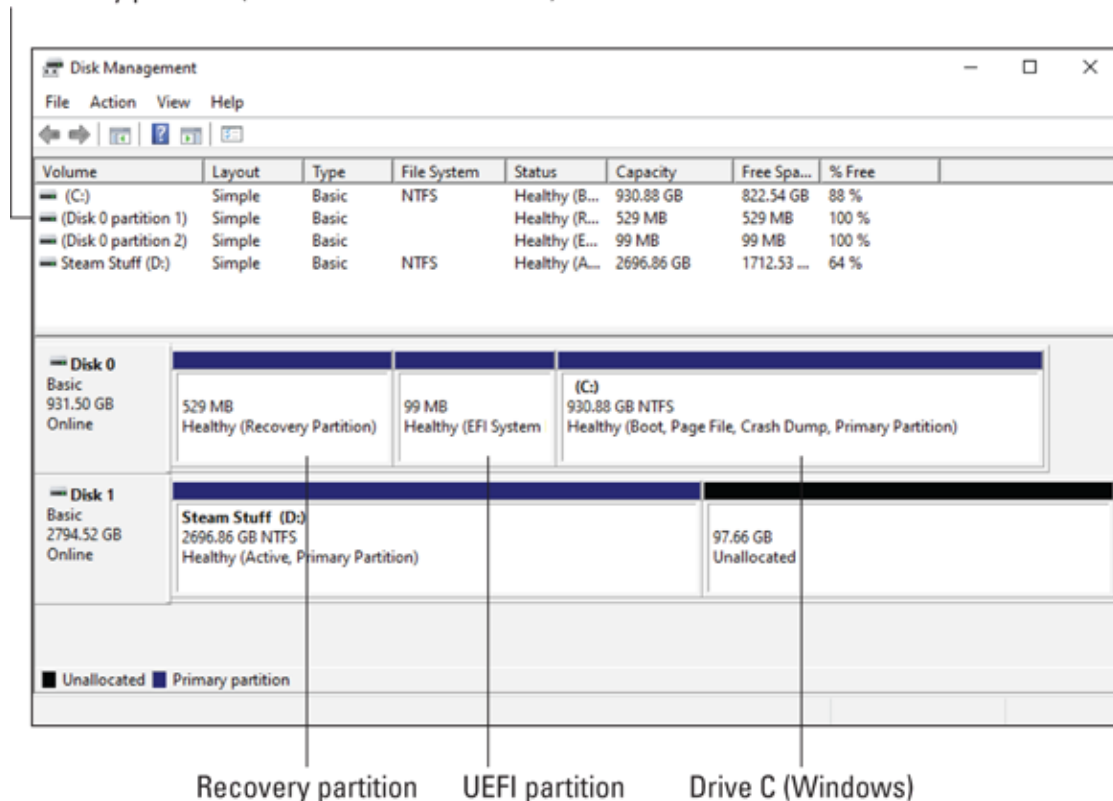 Disk Management
File Action View Help
Volume Layout Type File System Status Capacity Free Spa... % Free
(C:) Simple Basic NTFS Healthy (B... 930.88 GB 822.54 GB 88 %
(Disk 0 partition 1) Simple Basic Healthy (R... 529 MB 529 MB 100 %
(Disk 0 partition 2) Simple Basic Healthy (E... 99 MB 99 MB 100 %
Steam Stuff (D:) Simple Basic NTFS Healthy (A... 2696.86 GB 1712.53 ... 64 %
Disk 0
Basic
931.50 GB
Online
529 MB
Healthy (Recovery Partition)
99 MB
Healthy (EFI System
(C:)
930.88 GB NTFS
Healthy (Boot, Page File, Crash Dump, Primary Partition)
Disk 1
Basic
2794.52 GB
Online
Steam Stuff (D:)
2696.86 GB NTFS
Healthy (Active, Primary Partition)
97.66 GB
Unallocated
Unallocated Primary partition
Recovery partition UEFI partition Drive C (Windows)